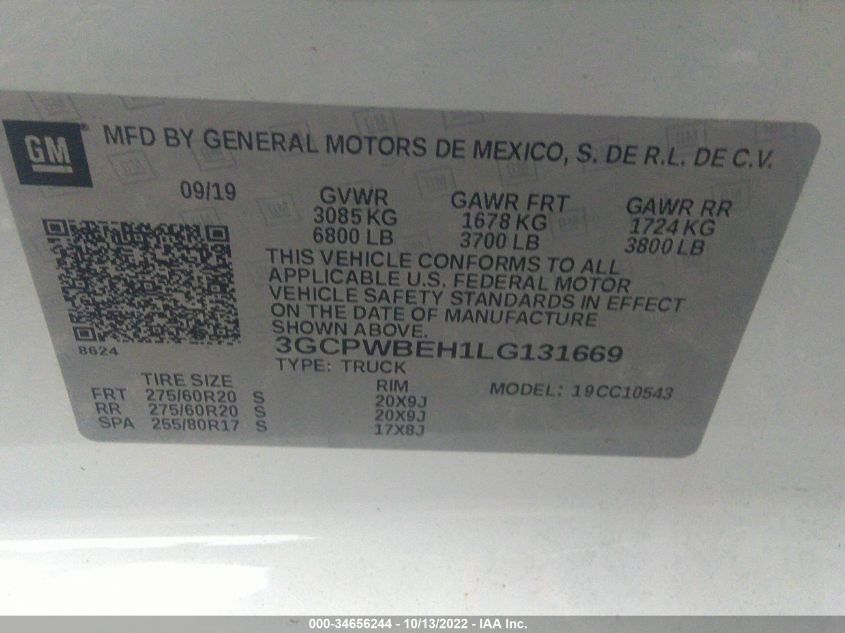 GM
MFD BY GENERAL MOTORS DE MEXICO, S. DE R.L. DE C.V.
09/19
GVWR
3085 KG
6800 LB
GAWR FRT
1678 KG
3700 LB
GAWR RR
1724 KG
3800 LB
THIS VEHICLE CONFORMS TO ALL
APPLICABLE U.S. FEDERAL MOTOR
VEHICLE SAFETY STANDARDS IN EFFECT
ON THE DATE OF MANUFACTURE
SHOWN ABOVE.
8624
3GCPWBEH1LG131669
TYPE: TRUCK
MODEL: 19CC10543
TIRE SIZE RIM
FRT 275/60R20 S 20X9J
RR 275/60R20 S 20X9J
SPA 255/80R17 S 17X8J
000-34656244 - 10/13/2022 - IAA Inc.